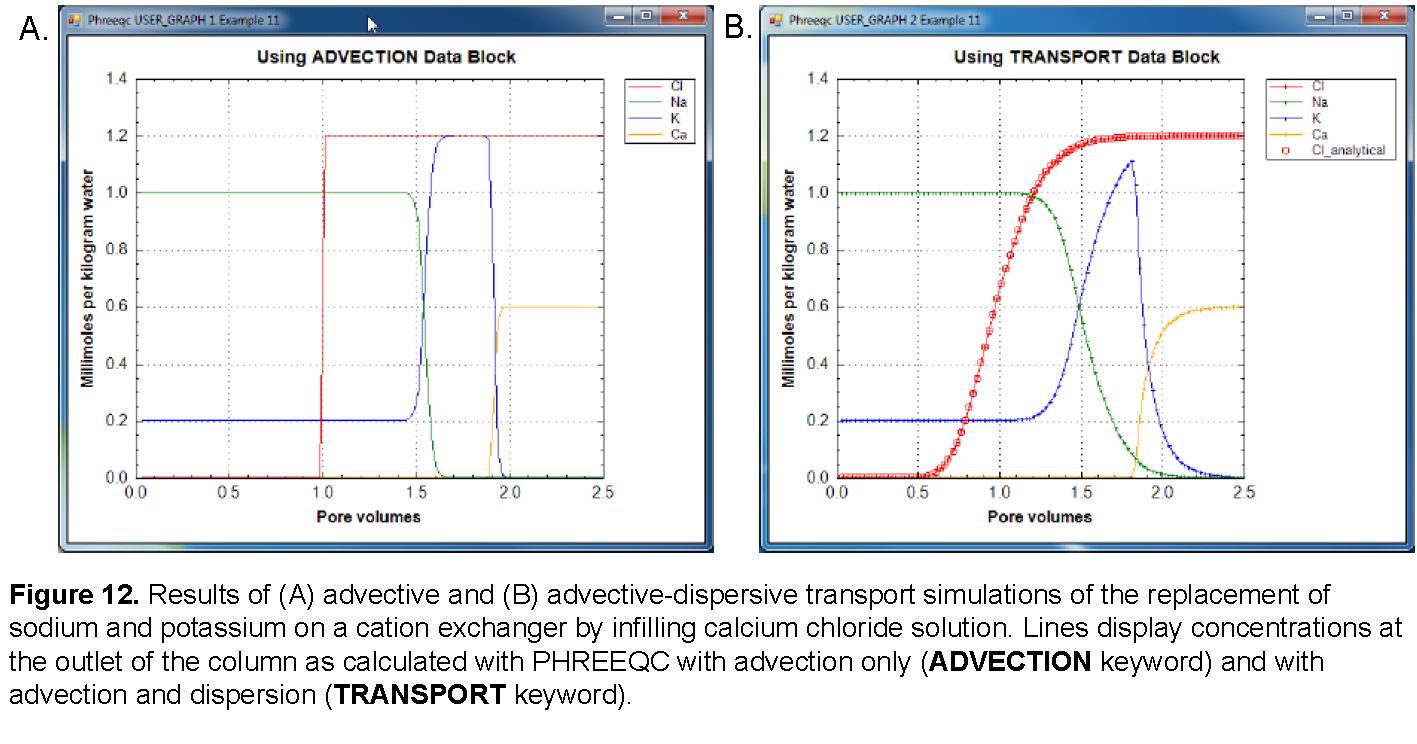 A.
Phreeqc USER_GRAPH 1 Example 11
Using ADVECTION Data Block
Millimoles per kilogram water
1.4
1.2
1.0
0.8
0.6
0.4
0.2
0.0
0.0 0.5 1.0 1.5 2.0 2.5
Pore volumes
Cl
Na
K
Ca
B.
Phreeqc USER_GRAPH 2 Example 11
Using TRANSPORT Data Block
Millimoles per kilogram water
1.4
1.2
1.0
0.8
0.6
0.4
0.2
0.0
0.0 0.5 1.0 1.5 2.0 2.5
Pore volumes
Cl
Na
K
Ca
Cl_analytical
Figure 12. Results of (A) advective and (B) advective-dispersive transport simulations of the replacement of
sodium and potassium on a cation exchanger by infilling calcium chloride solution. Lines display concentrations at
the outlet of the column as calculated with PHREEQC with advection only (ADVECTION keyword) and with
advection and dispersion (TRANSPORT keyword).